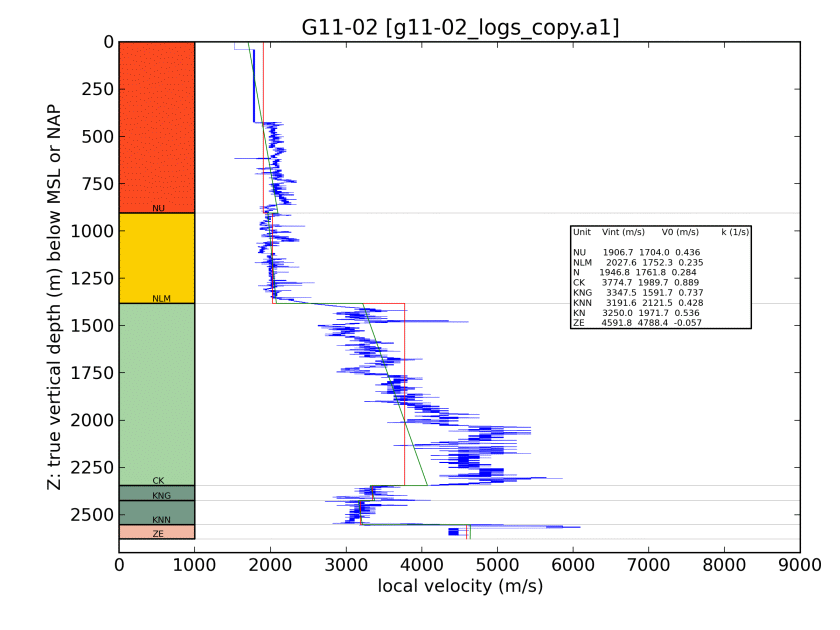 G11-02 [g11-02_logs_copy.a1]
Z: true vertical depth (m) below MSL or NAP
0
250
500
750
1000
1250
1500
1750
2000
2250
2500
NU
NLM
CK
KNG
KNN
ZE
Unit Vint (m/s) V0 (m/s) k (1/s)
NU 1906.7 1704.0 0.436
NLM 2027.6 1752.3 0.235
N 1946.8 1761.8 0.284
CK 3774.7 1989.7 0.889
KNG 3347.5 1591.7 0.737
KNN 3191.6 2121.5 0.428
KN 3250.0 1971.7 0.536
ZE 4591.8 4788.4 -0.057
0 1000 2000 3000 4000 5000 6000 7000 8000 9000
local velocity (m/s)